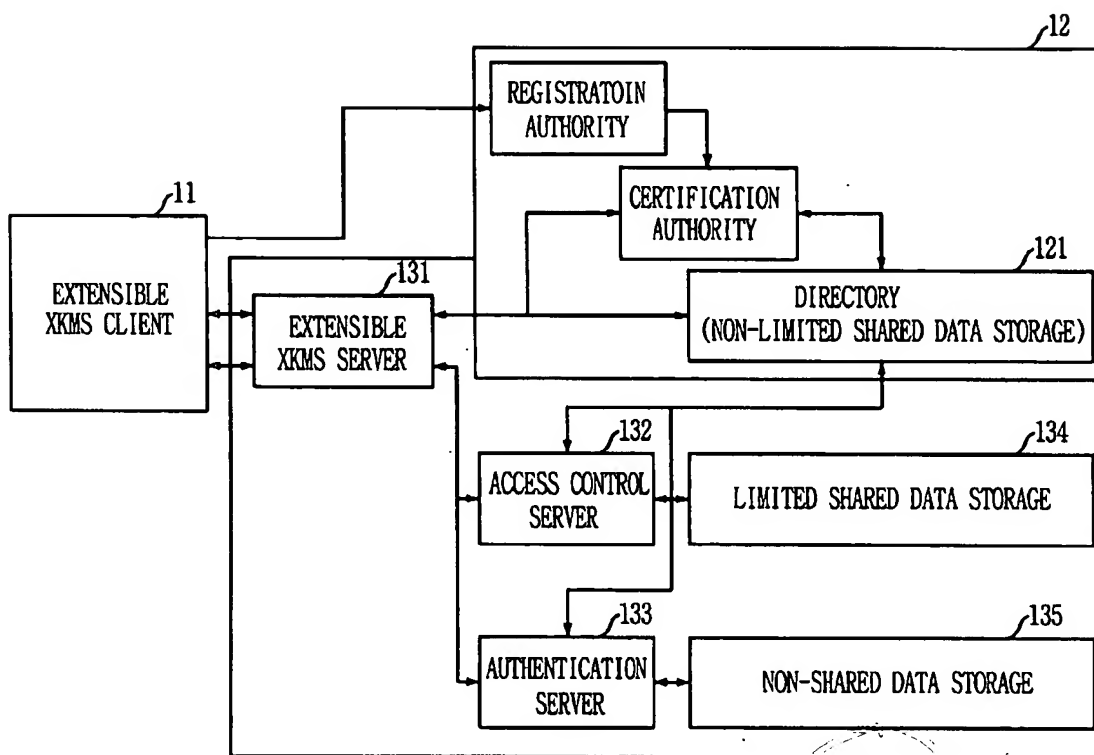 12
REGISTRATOIN
AUTHORITY
11
CERTIFICATION
AUTHORITY
EXTENSIBLE
XKMS CLIENT
131
EXTENSIBLE
XKMS SERVER
121
DIRECTORY
(NON-LIMITED SHARED DATA STORAGE)
132
ACCESS CONTROL
SERVER
134
LIMITED SHARED DATA STORAGE
133
AUTHENTICATION
SERVER
135
NON-SHARED DATA STORAGE